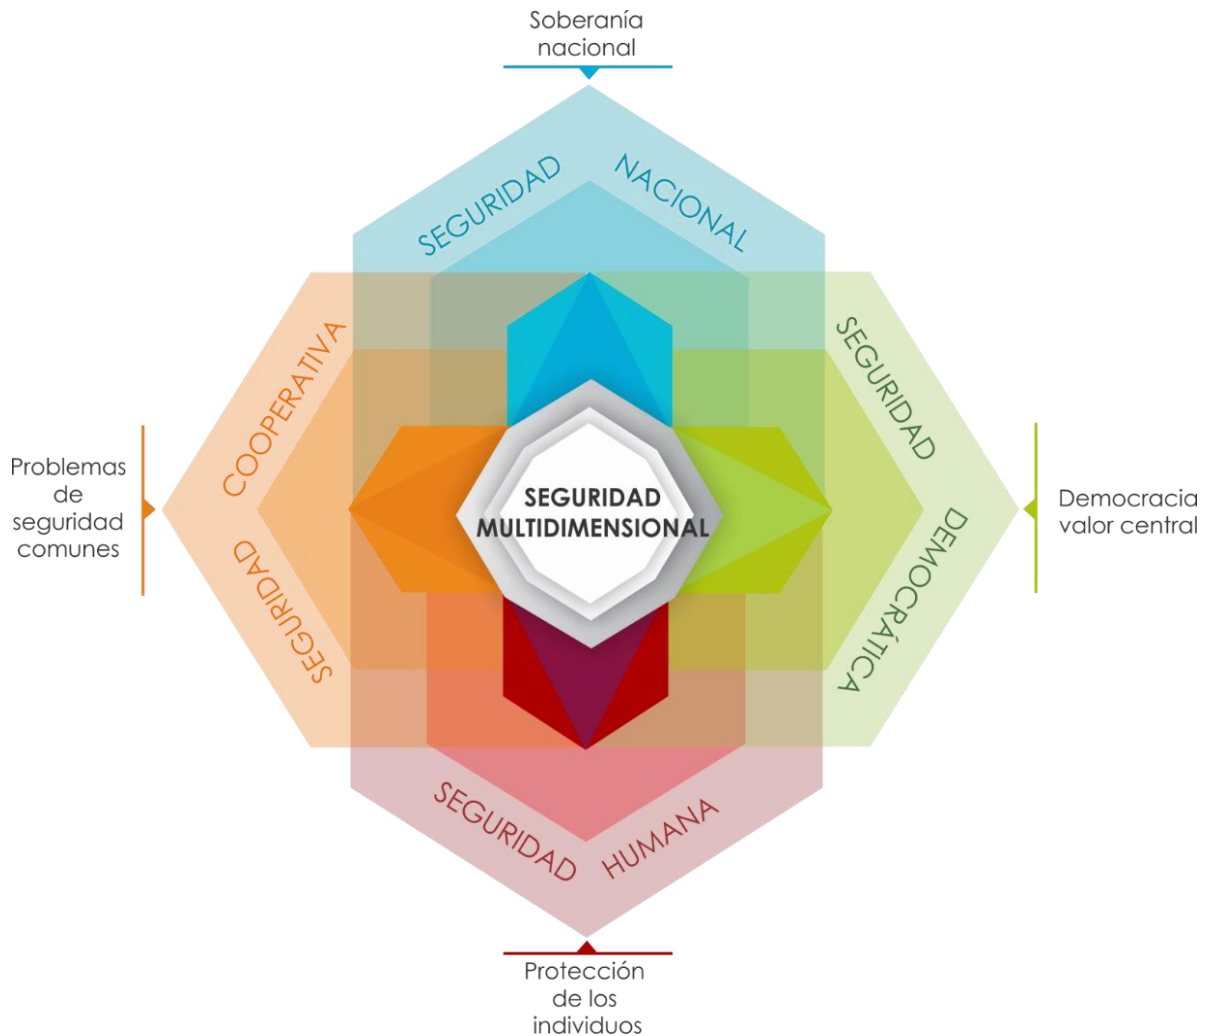 Soberanía
nacional
SEGURIDAD NACIONAL
COOPERATIVA
SEGURIDAD
SEGURIDAD
DEMOCRÁTICA
Problemas
de
seguridad
comunes
SEGURIDAD
MULTIDIMENSIONAL
Democracia
valor central
SEGURIDAD HUMANA
Protección
de los
individuos